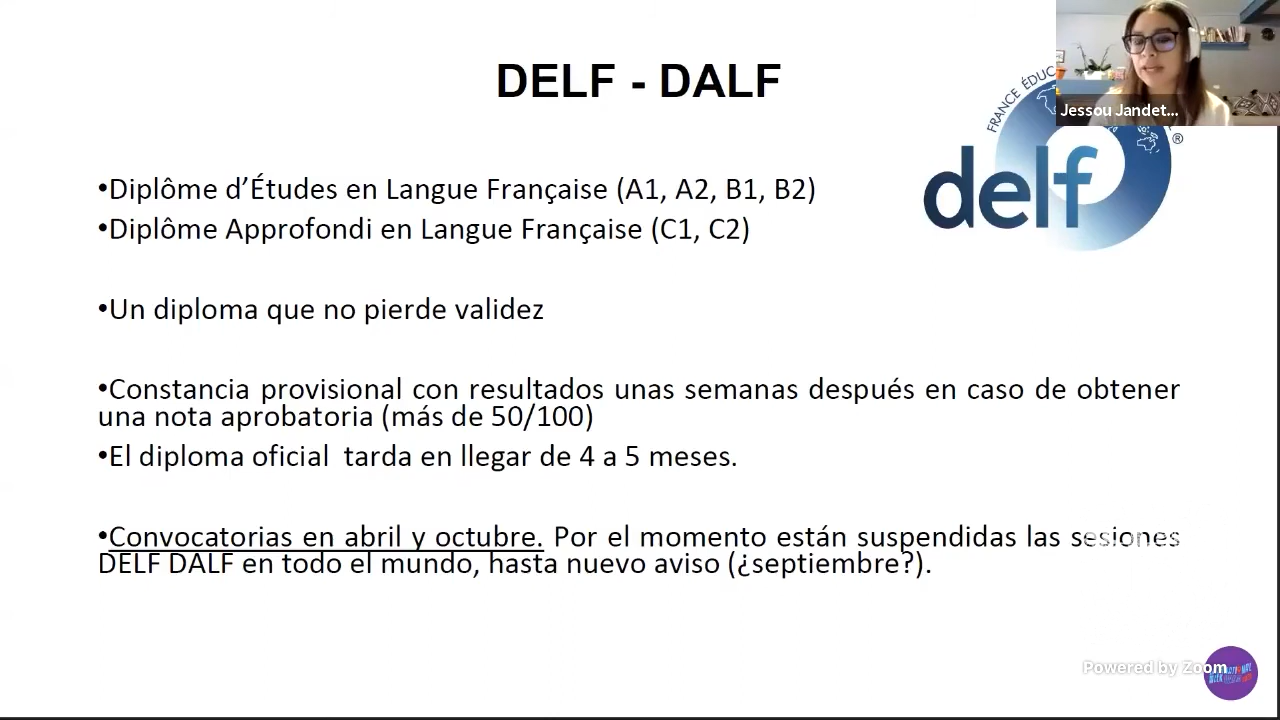 DELF - DALF
FRANCE ÉDUC
Jessou Jandet...
®
delf
•Diplôme d’Études en Langue Française (A1, A2, B1, B2)
•Diplôme Approfondi en Langue Française (C1, C2)
•Un diploma que no pierde validez
•Constancia provisional con resultados unas semanas después en caso de obtener
una nota aprobatoria (más de 50/100)
•El diploma oficial  tarda en llegar de 4 a 5 meses.
•Convocatorias en abril y octubre. Por el momento están suspendidas las sesiones
DELF DALF en todo el mundo, hasta nuevo aviso (¿septiembre?).
Powered by Zoom